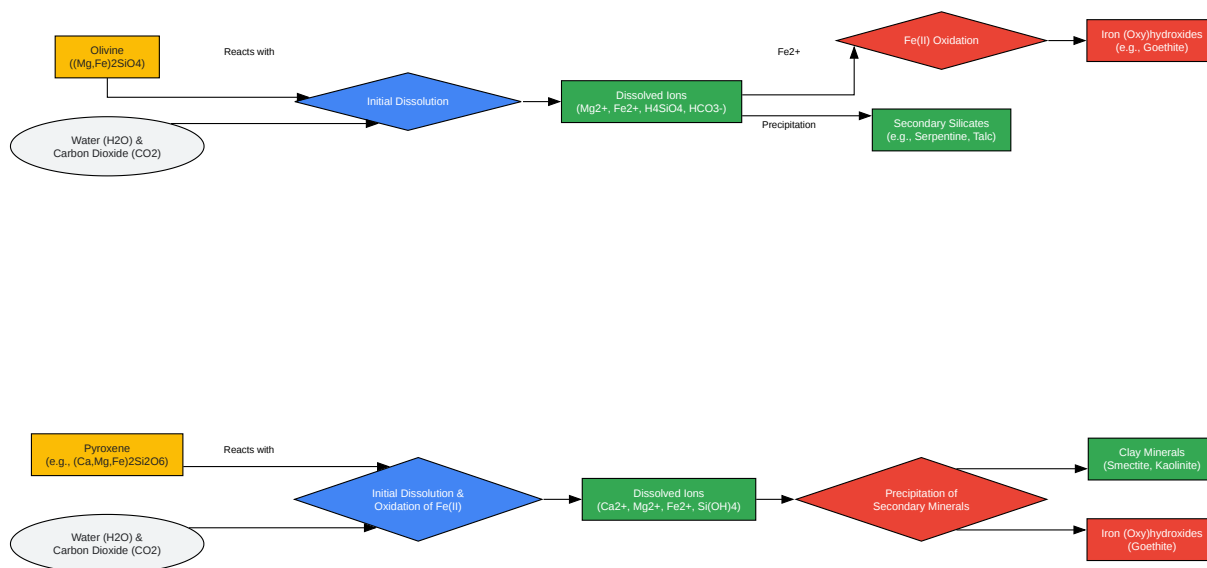 Olivine
((Mg,Fe)2SiO4)
Reacts with
Water (H2O) &
Carbon Dioxide (CO2)
Initial Dissolution
Dissolved Ions
(Mg2+, Fe2+, H4SiO4, HCO3-)
Fe2+
Fe(II) Oxidation
Iron (Oxy)hydroxides
(e.g., Goethite)
Precipitation
Secondary Silicates
(e.g., Serpentine, Talc)
Pyroxene
(e.g., (Ca,Mg,Fe)2Si2O6)
Reacts with
Water (H2O) &
Carbon Dioxide (CO2)
Initial Dissolution &
Oxidation of Fe(II)
Dissolved Ions
(Ca2+, Mg2+, Fe2+, Si(OH)4)
Precipitation of
Secondary Minerals
Clay Minerals
(Smectite, Kaolinite)
Iron (Oxy)hydroxides
(Goethite)